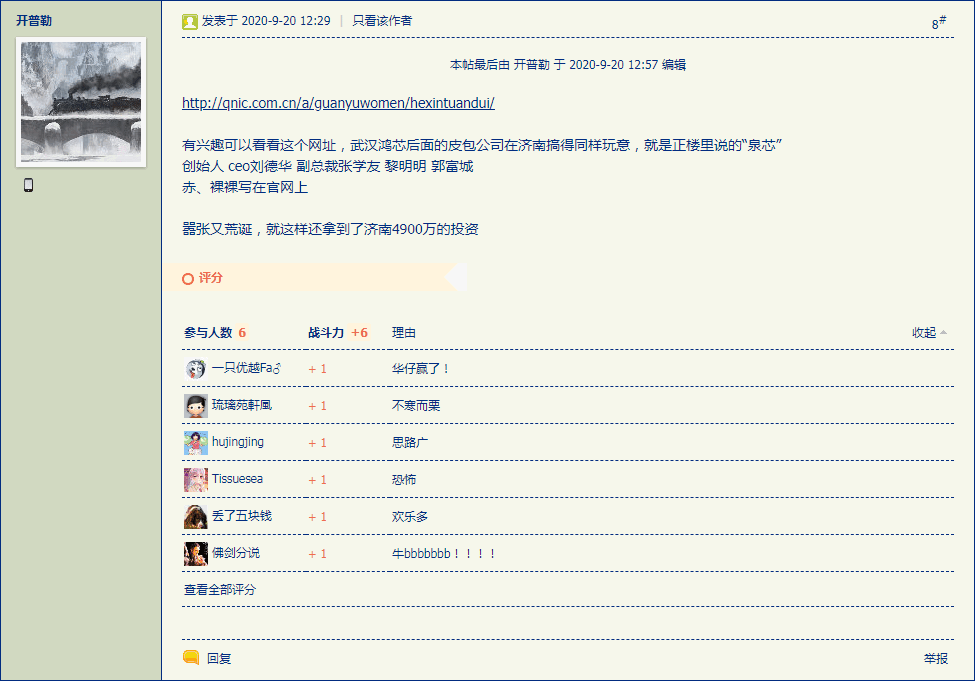 开普勒
发表于 2020-9-20 12:29 | 只看该作者
8#
本帖最后由 开普勒 于 2020-9-20 12:57 编辑
http://qnic.com.cn/a/guanyuwomen/hexintuandui/
有兴趣可以看看这个网址，武汉鸿芯后面的皮包公司在济南搞得同样玩意，就是正楼里说的“泉芯”
创始人 ceo刘德华 副总裁张学友 黎明明 郭富城
赤、裸裸写在官网上
嚣张又荒诞，就这样还拿到了济南4900万的投资
评分
参与人数 6 战斗力 +6 理由 收起
一只优越Fa♂ + 1 华仔赢了！
琉璃苑軒風 + 1 不寒而栗
hujingjing + 1 思路广
Tissuesea + 1 恐怖
丢了五块钱 + 1 欢乐多
佛剑分说 + 1 牛bbbbbbb！！！！
查看全部评分
回复 举报